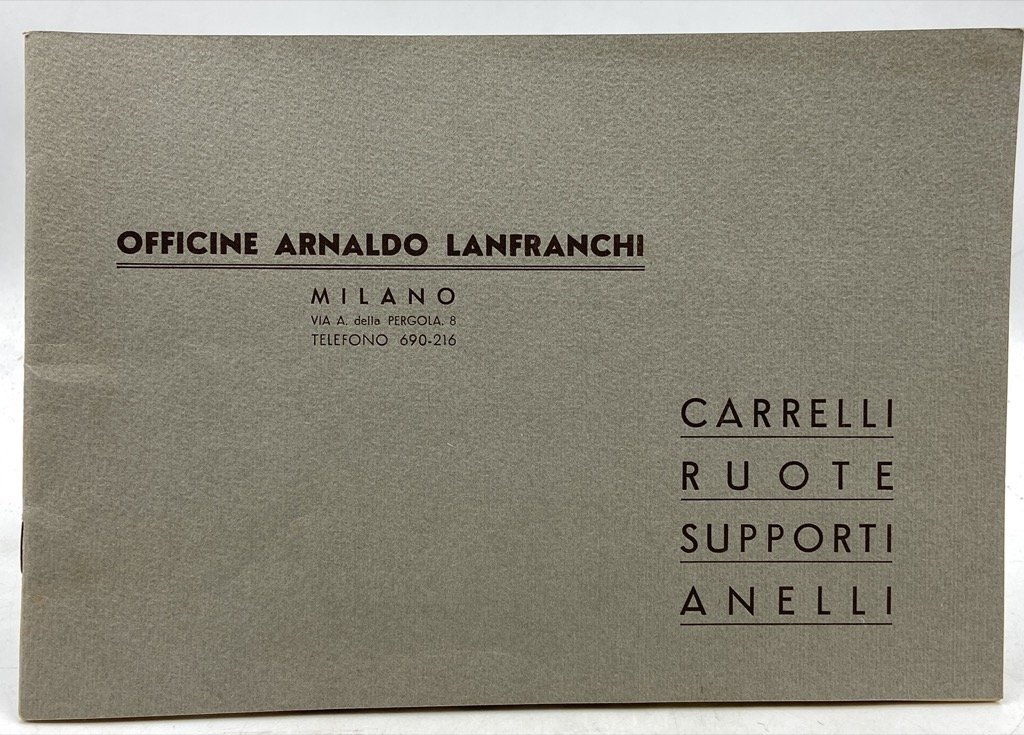 OFFICINE ARNALDO LANFRANCHI
MILANO
VIA A. della PERGOLA. 8
TELEFONO 690-216
CARRELLI
RUOTE
SUPPORTI
ANELLI